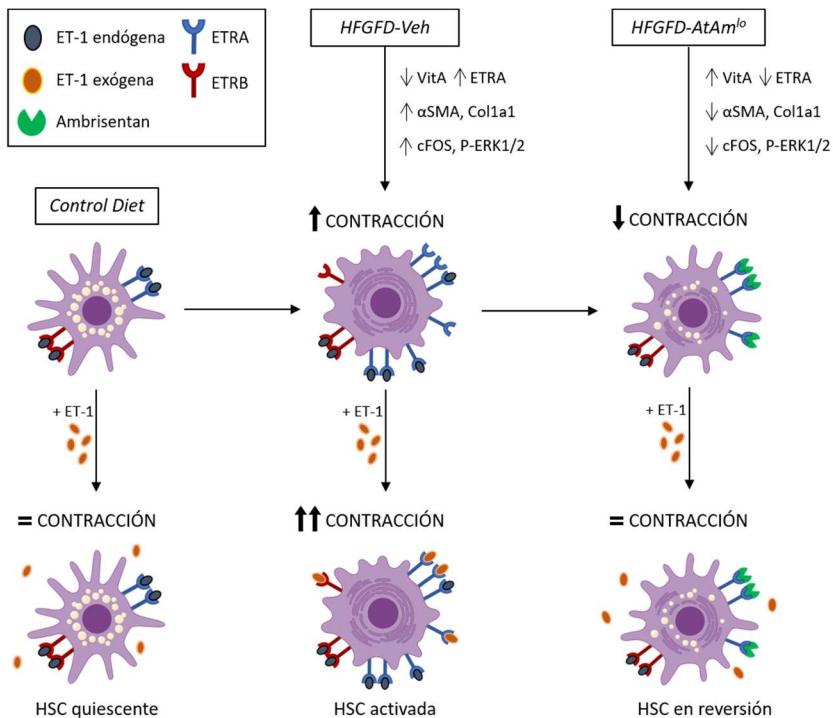 ET-1 endógena
ETRA
ET-1 exógena
ETRB
Ambrisentan
HFGFD-Veh
↓ VitA ↑ ETRA
↑ αSMA, Col1a1
↑ cFOS, P-ERK1/2
HFGFD-AtAm^lo
↑ VitA ↓ ETRA
↓ αSMA, Col1a1
↓ cFOS, P-ERK1/2
Control Diet
↑ CONTRACCIÓN
↓ CONTRACCIÓN
+ ET-1
+ ET-1
+ ET-1
= CONTRACCIÓN
↑↑ CONTRACCIÓN
= CONTRACCIÓN
HSC quiescente
HSC activada
HSC en reversión